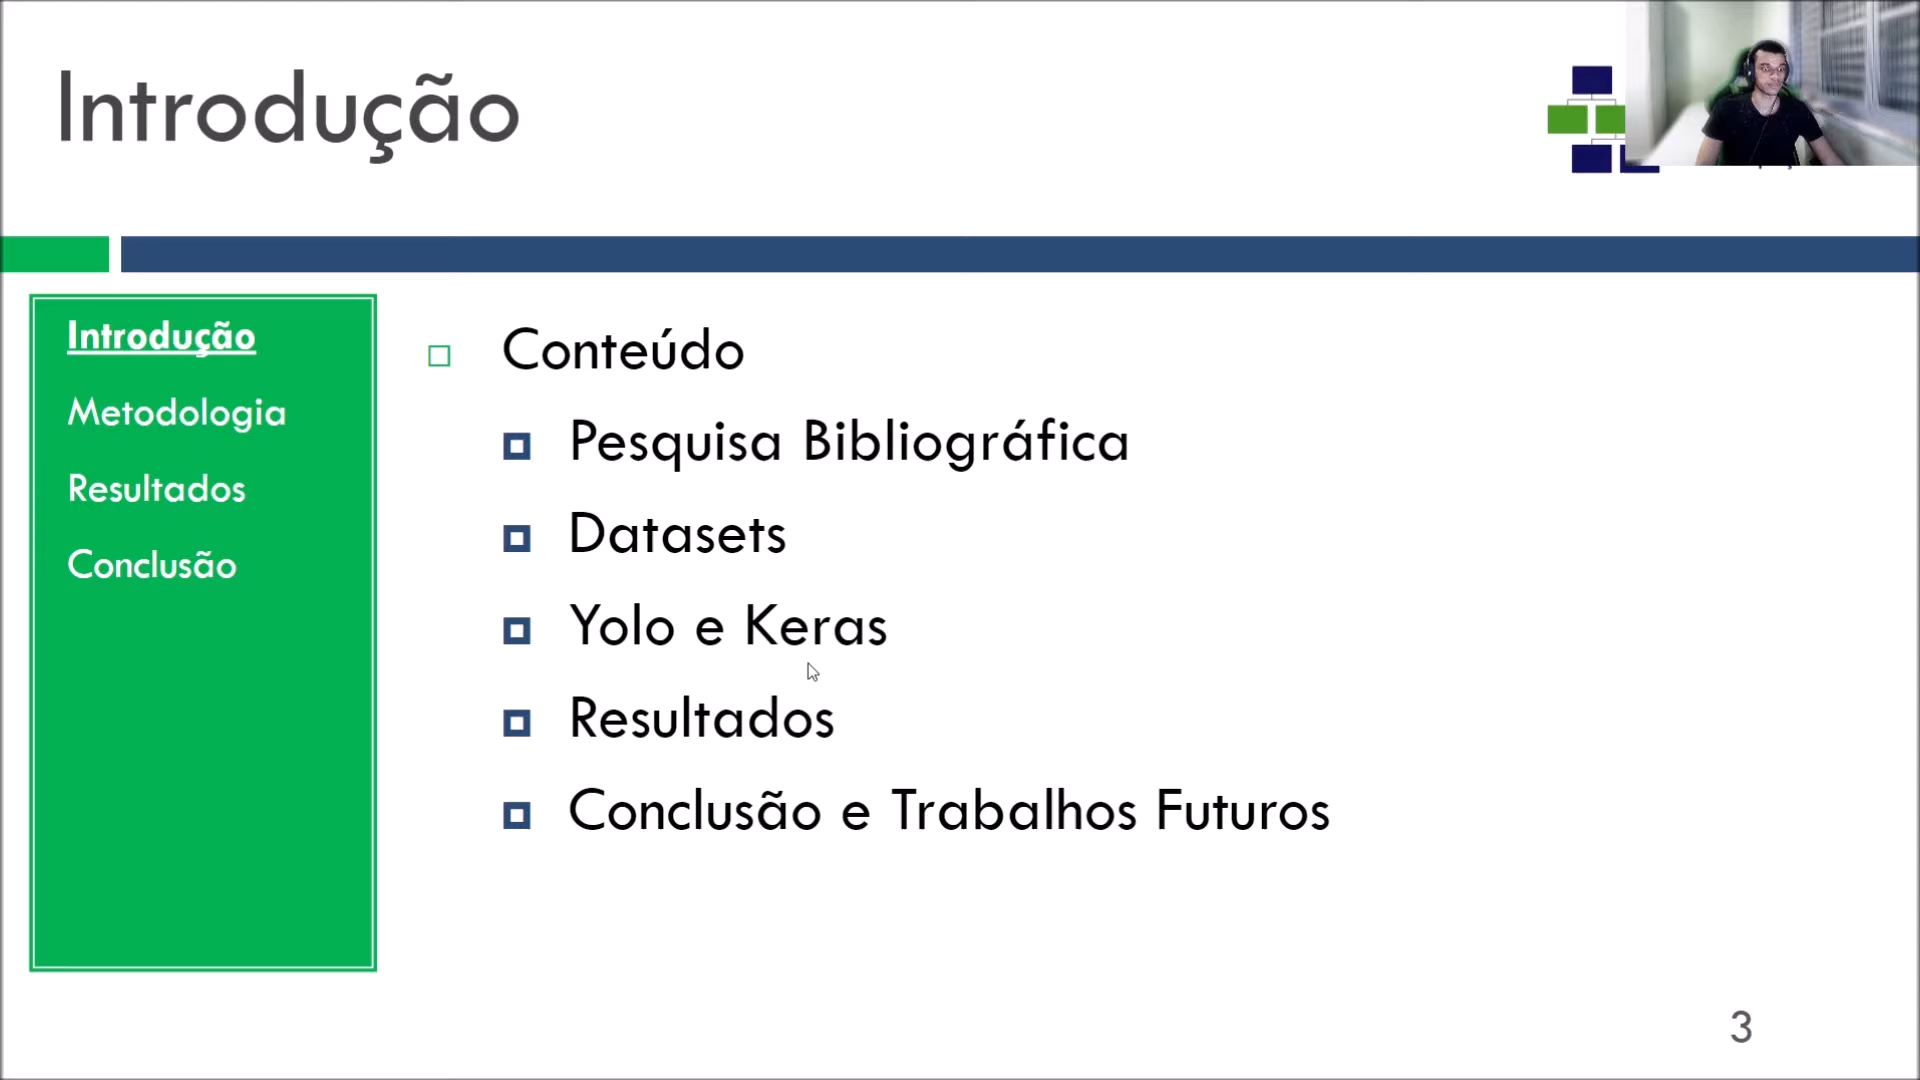 Introdução
Introdução
Metodologia
Resultados
Conclusão
Conteúdo
Pesquisa Bibliográfica
Datasets
Yolo e Keras
Resultados
Conclusão e Trabalhos Futuros
3